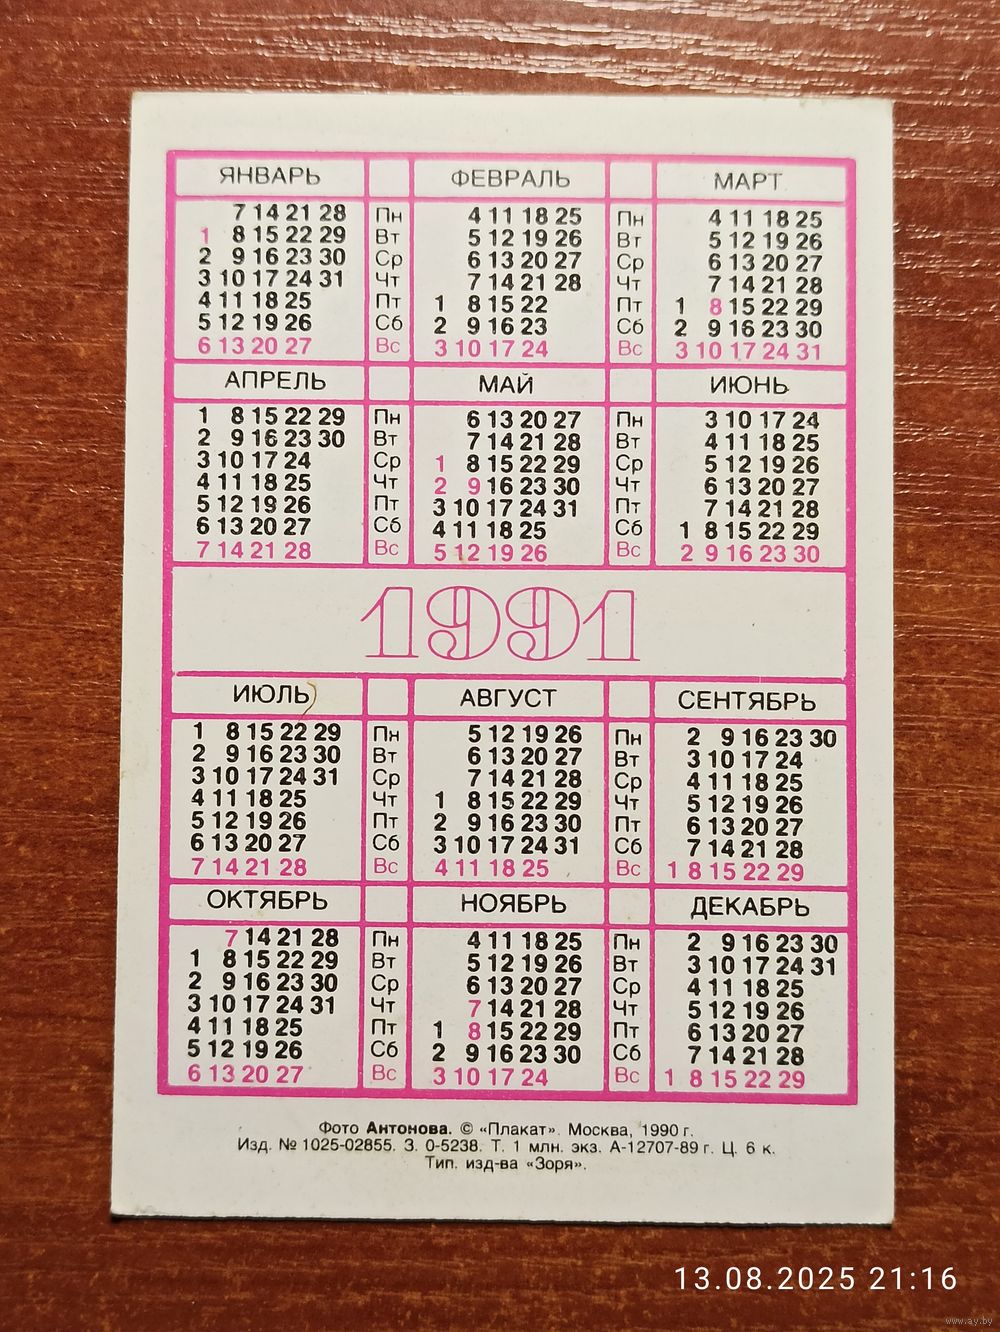 ЯНВАРЬ ФЕВРАЛЬ МАРТ
7 14 21 28 Пн 4 11 18 25 Пн 4 11 18 25
1 8 15 22 29 Вт 5 12 19 26 Вт 5 12 19 26
2 9 16 23 30 Ср 6 13 20 27 Ср 6 13 20 27
3 10 17 24 31 Чт 7 14 21 28 Чт 7 14 21 28
4 11 18 25 Пт 1 8 15 22 Пт 1 8 15 22 29
5 12 19 26 Сб 2 9 16 23 Сб 2 9 16 23 30
6 13 20 27 Вс 3 10 17 24 Вс 3 10 17 24 31
АПРЕЛЬ МАЙ ИЮНЬ
1 8 15 22 29 Пн 6 13 20 27 Пн 3 10 17 24
2 9 16 23 30 Вт 7 14 21 28 Вт 4 11 18 25
3 10 17 24 Ср 1 8 15 22 29 Ср 5 12 19 26
4 11 18 25 Чт 2 9 16 23 30 Чт 6 13 20 27
5 12 19 26 Пт 3 10 17 24 31 Пт 7 14 21 28
6 13 20 27 Сб 4 11 18 25 Сб 1 8 15 22 29
7 14 21 28 Вс 5 12 19 26 Вс 2 9 16 23 30
1991
ИЮЛЬ АВГУСТ СЕНТЯБРЬ
1 8 15 22 29 Пн 5 12 19 26 Пн 2 9 16 23 30
2 9 16 23 30 Вт 6 13 20 27 Вт 3 10 17 24
3 10 17 24 31 Ср 7 14 21 28 Ср 4 11 18 25
4 11 18 25 Чт 1 8 15 22 29 Чт 5 12 19 26
5 12 19 26 Пт 2 9 16 23 30 Пт 6 13 20 27
6 13 20 27 Сб 3 10 17 24 31 Сб 7 14 21 28
7 14 21 28 Вс 4 11 18 25 Вс 1 8 15 22 29
ОКТЯБРЬ НОЯБРЬ ДЕКАБРЬ
7 14 21 28 Пн 4 11 18 25 Пн 2 9 16 23 30
1 8 15 22 29 Вт 5 12 19 26 Вт 3 10 17 24 31
2 9 16 23 30 Ср 6 13 20 27 Ср 4 11 18 25
3 10 17 24 31 Чт 7 14 21 28 Чт 5 12 19 26
4 11 18 25 Пт 1 8 15 22 29 Пт 6 13 20 27
5 12 19 26 Сб 2 9 16 23 30 Сб 7 14 21 28
6 13 20 27 Вс 3 10 17 24 Вс 1 8 15 22 29
Фото Антонова. © «Плакат». Москва, 1990 г.
Изд. № 1025-02855. З. 0-5238. Т. 1 млн. экз. А-12707-89 г. Ц. 6 к.
Тип. изд-ва «Зоря».
13.08.2025 21:16
www.ay.by